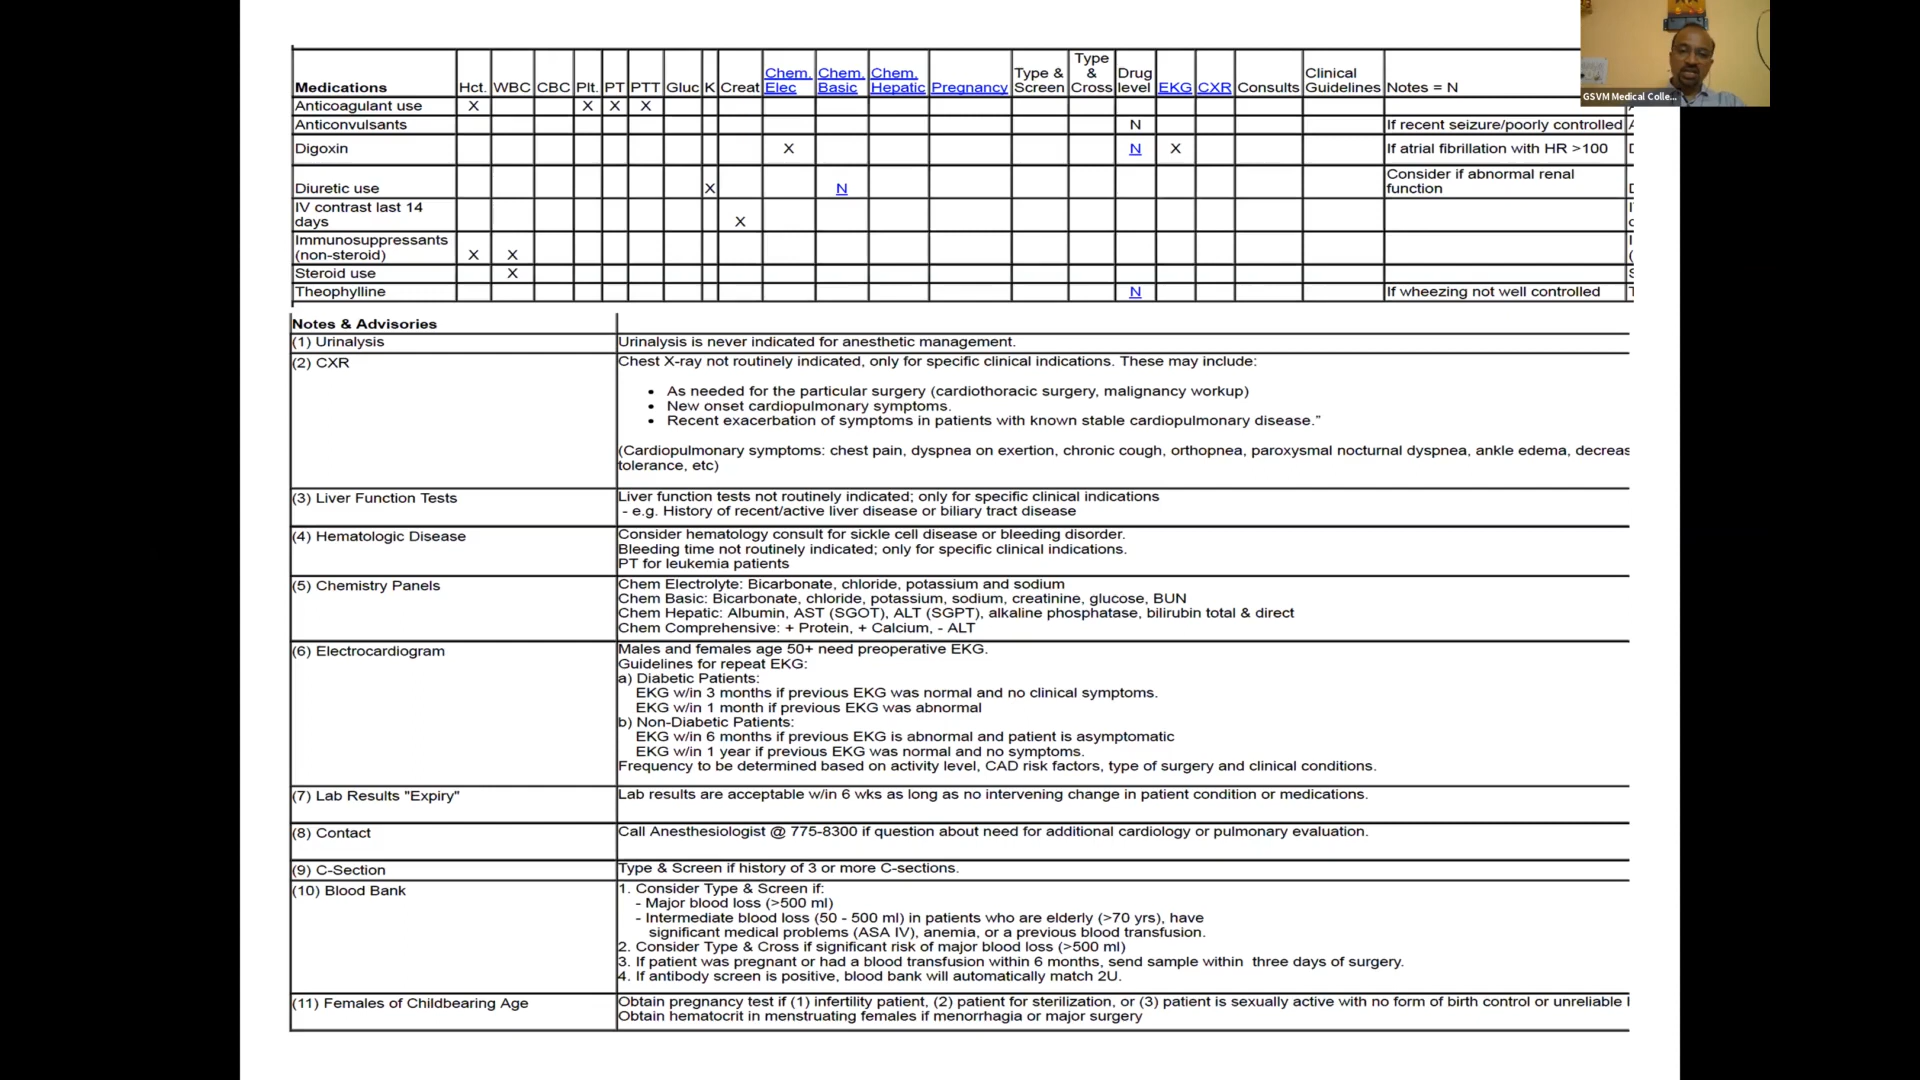 Medications Hct. WBC CBC Plt. PT PTT Gluc K Creat Chem. Elec Chem. Basic Chem. Hepatic Pregnancy Type & Screen Type & Cross Drug level EKG CXR Consults Clinical Guidelines Notes = N
Anticoagulant use X X X X
Anticonvulsants N If recent seizure/poorly controlled
Digoxin X N X If atrial fibrillation with HR >100
Diuretic use X N Consider if abnormal renal function
IV contrast last 14 days X
Immunosuppressants (non-steroid) X X
Steroid use X
Theophylline N If wheezing not well controlled
GSVM Medical Colle...
Notes & Advisories
(1) Urinalysis Urinalysis is never indicated for anesthetic management.
(2) CXR Chest X-ray not routinely indicated, only for specific clinical indications. These may include:
• As needed for the particular surgery (cardiothoracic surgery, malignancy workup)
• New onset cardiopulmonary symptoms.
• Recent exacerbation of symptoms in patients with known stable cardiopulmonary disease.”
(Cardiopulmonary symptoms: chest pain, dyspnea on exertion, chronic cough, orthopnea, paroxysmal nocturnal dyspnea, ankle edema, decreas
tolerance, etc)
(3) Liver Function Tests Liver function tests not routinely indicated; only for specific clinical indications
- e.g. History of recent/active liver disease or biliary tract disease
(4) Hematologic Disease Consider hematology consult for sickle cell disease or bleeding disorder.
Bleeding time not routinely indicated; only for specific clinical indications.
PT for leukemia patients
(5) Chemistry Panels Chem Electrolyte: Bicarbonate, chloride, potassium and sodium
Chem Basic: Bicarbonate, chloride, potassium, sodium, creatinine, glucose, BUN
Chem Hepatic: Albumin, AST (SGOT), ALT (SGPT), alkaline phosphatase, bilirubin total & direct
Chem Comprehensive: + Protein, + Calcium, - ALT
(6) Electrocardiogram Males and females age 50+ need preoperative EKG.
Guidelines for repeat EKG:
a) Diabetic Patients:
EKG w/in 3 months if previous EKG was normal and no clinical symptoms.
EKG w/in 1 month if previous EKG was abnormal
b) Non-Diabetic Patients:
EKG w/in 6 months if previous EKG is abnormal and patient is asymptomatic
EKG w/in 1 year if previous EKG was normal and no symptoms.
Frequency to be determined based on activity level, CAD risk factors, type of surgery and clinical conditions.
(7) Lab Results "Expiry" Lab results are acceptable w/in 6 wks as long as no intervening change in patient condition or medications.
(8) Contact Call Anesthesiologist @ 775-8300 if question about need for additional cardiology or pulmonary evaluation.
(9) C-Section Type & Screen if history of 3 or more C-sections.
(10) Blood Bank 1. Consider Type & Screen if:
- Major blood loss (>500 ml)
- Intermediate blood loss (50 - 500 ml) in patients who are elderly (>70 yrs), have
significant medical problems (ASA IV), anemia, or a previous blood transfusion.
2. Consider Type & Cross if significant risk of major blood loss (>500 ml)
3. If patient was pregnant or had a blood transfusion within 6 months, send sample within three days of surgery.
4. If antibody screen is positive, blood bank will automatically match 2U.
(11) Females of Childbearing Age Obtain pregnancy test if (1) infertility patient, (2) patient for sterilization, or (3) patient is sexually active with no form of birth control or unreliable
Obtain hematocrit in menstruating females if menorrhagia or major surgery